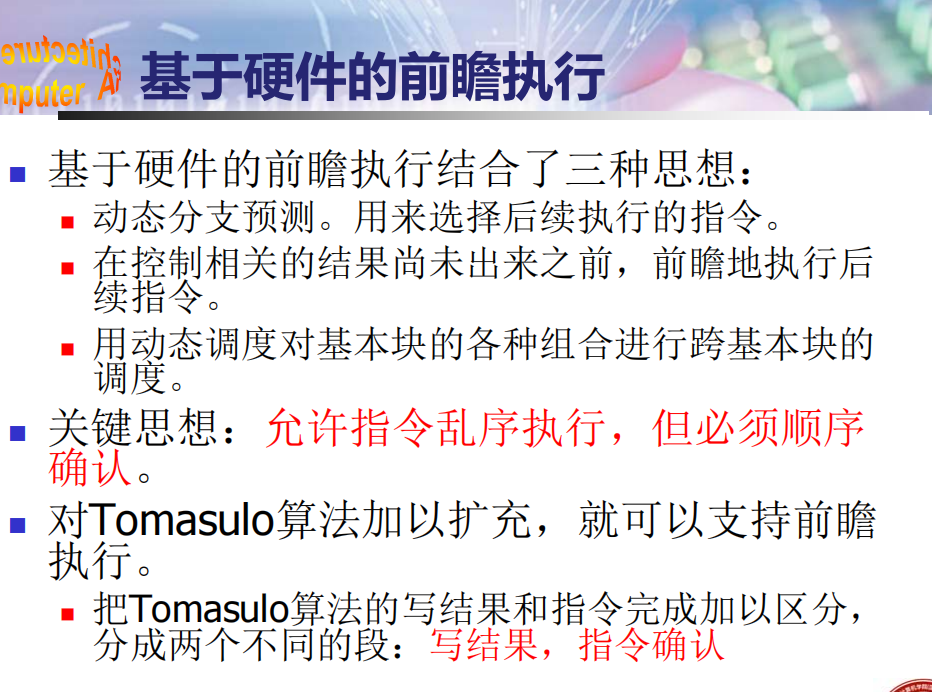 基于硬件的前瞻执行
基于硬件的前瞻执行结合了三种思想：
动态分支预测。用来选择后续执行的指令。
在控制相关的结果尚未出来之前，前瞻地执行后
续指令。
用动态调度对基本块的各种组合进行跨基本块的
调度。
关键思想：允许指令乱序执行，但必须顺序
确认。
对Tomasulo算法加以扩充，就可以支持前瞻
执行。
把Tomasulo算法的写结果和指令完成加以区分，
分成两个不同的段：写结果，指令确认